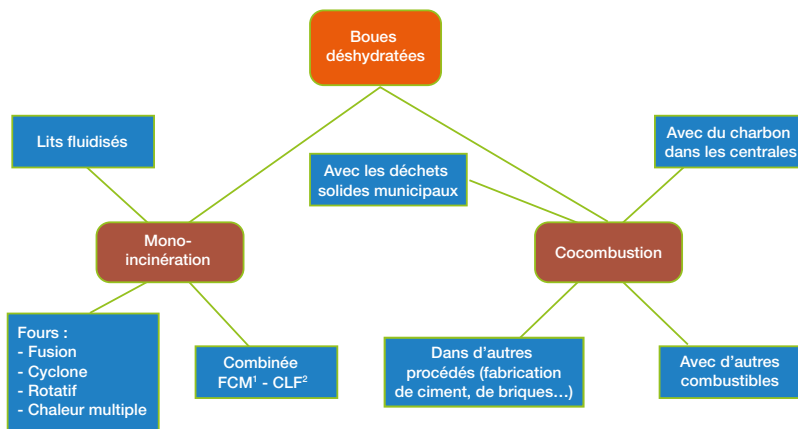 Boues
déshydratées
Lits fluidisés
Avec du charbon
dans les centrales
Avec les déchets
solides municipaux
Mono-
incinération
Cocombustion
Fours :
- Fusion
- Cyclone
- Rotatif
- Chaleur multiple
Combinée
FCM¹ - CLF²
Dans d’autres
procédés (fabrication
de ciment, de briques…)
Avec d’autres
combustibles